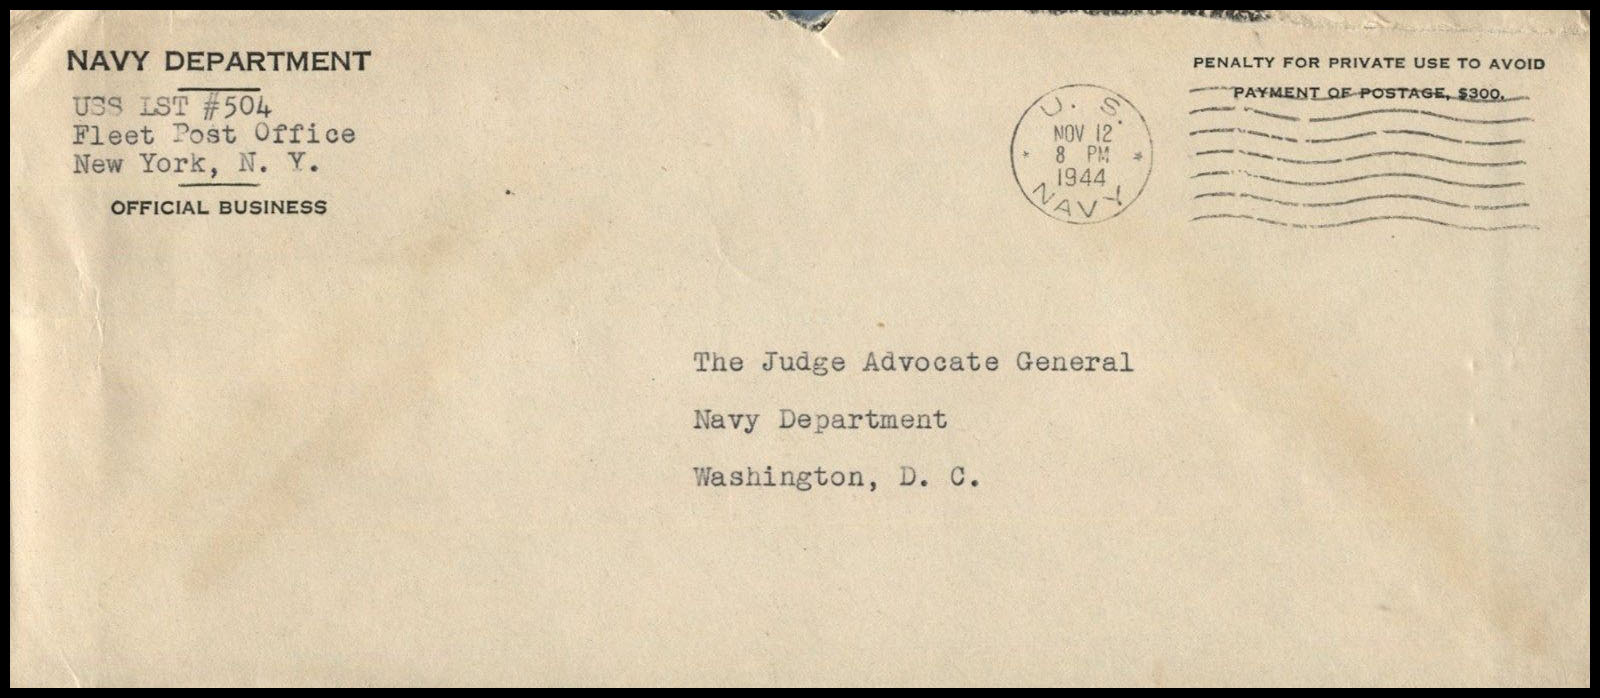 NAVY DEPARTMENT
USS LST #504
Fleet Post Office
New York, N. Y.
OFFICIAL BUSINESS
U. S.
NOV 12
8 PM
1944
NAVY
PENALTY FOR PRIVATE USE TO AVOID
PAYMENT OF POSTAGE, $300.
The Judge Advocate General
Navy Department
Washington, D. C.